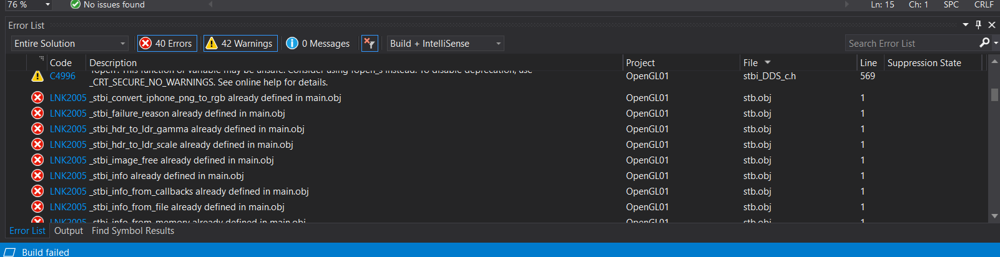 76 % No issues found Ln: 15 Ch: 1 SPC CRLF
Error List
Entire Solution 40 Errors 42 Warnings 0 Messages Build + IntelliSense Search Error List
Code Description Project File Line Suppression State
'fopen': This function or variable may be unsafe. Consider using fopen_s instead. To disable deprecation, use
C4996 _CRT_SECURE_NO_WARNINGS. See online help for details. OpenGL01 stbi_DDS_c.h 569
LNK2005 _stbi_convert_iphone_png_to_rgb already defined in main.obj OpenGL01 stb.obj 1
LNK2005 _stbi_failure_reason already defined in main.obj OpenGL01 stb.obj 1
LNK2005 _stbi_hdr_to_ldr_gamma already defined in main.obj OpenGL01 stb.obj 1
LNK2005 _stbi_hdr_to_ldr_scale already defined in main.obj OpenGL01 stb.obj 1
LNK2005 _stbi_image_free already defined in main.obj OpenGL01 stb.obj 1
LNK2005 _stbi_info already defined in main.obj OpenGL01 stb.obj 1
LNK2005 _stbi_info_from_callbacks already defined in main.obj OpenGL01 stb.obj 1
LNK2005 _stbi_info_from_file already defined in main.obj OpenGL01 stb.obj 1
LNK2005 _stbi_info_from_memory already defined in main.obj OpenGL01 stb.obj 1
Error List Output Find Symbol Results
Build failed